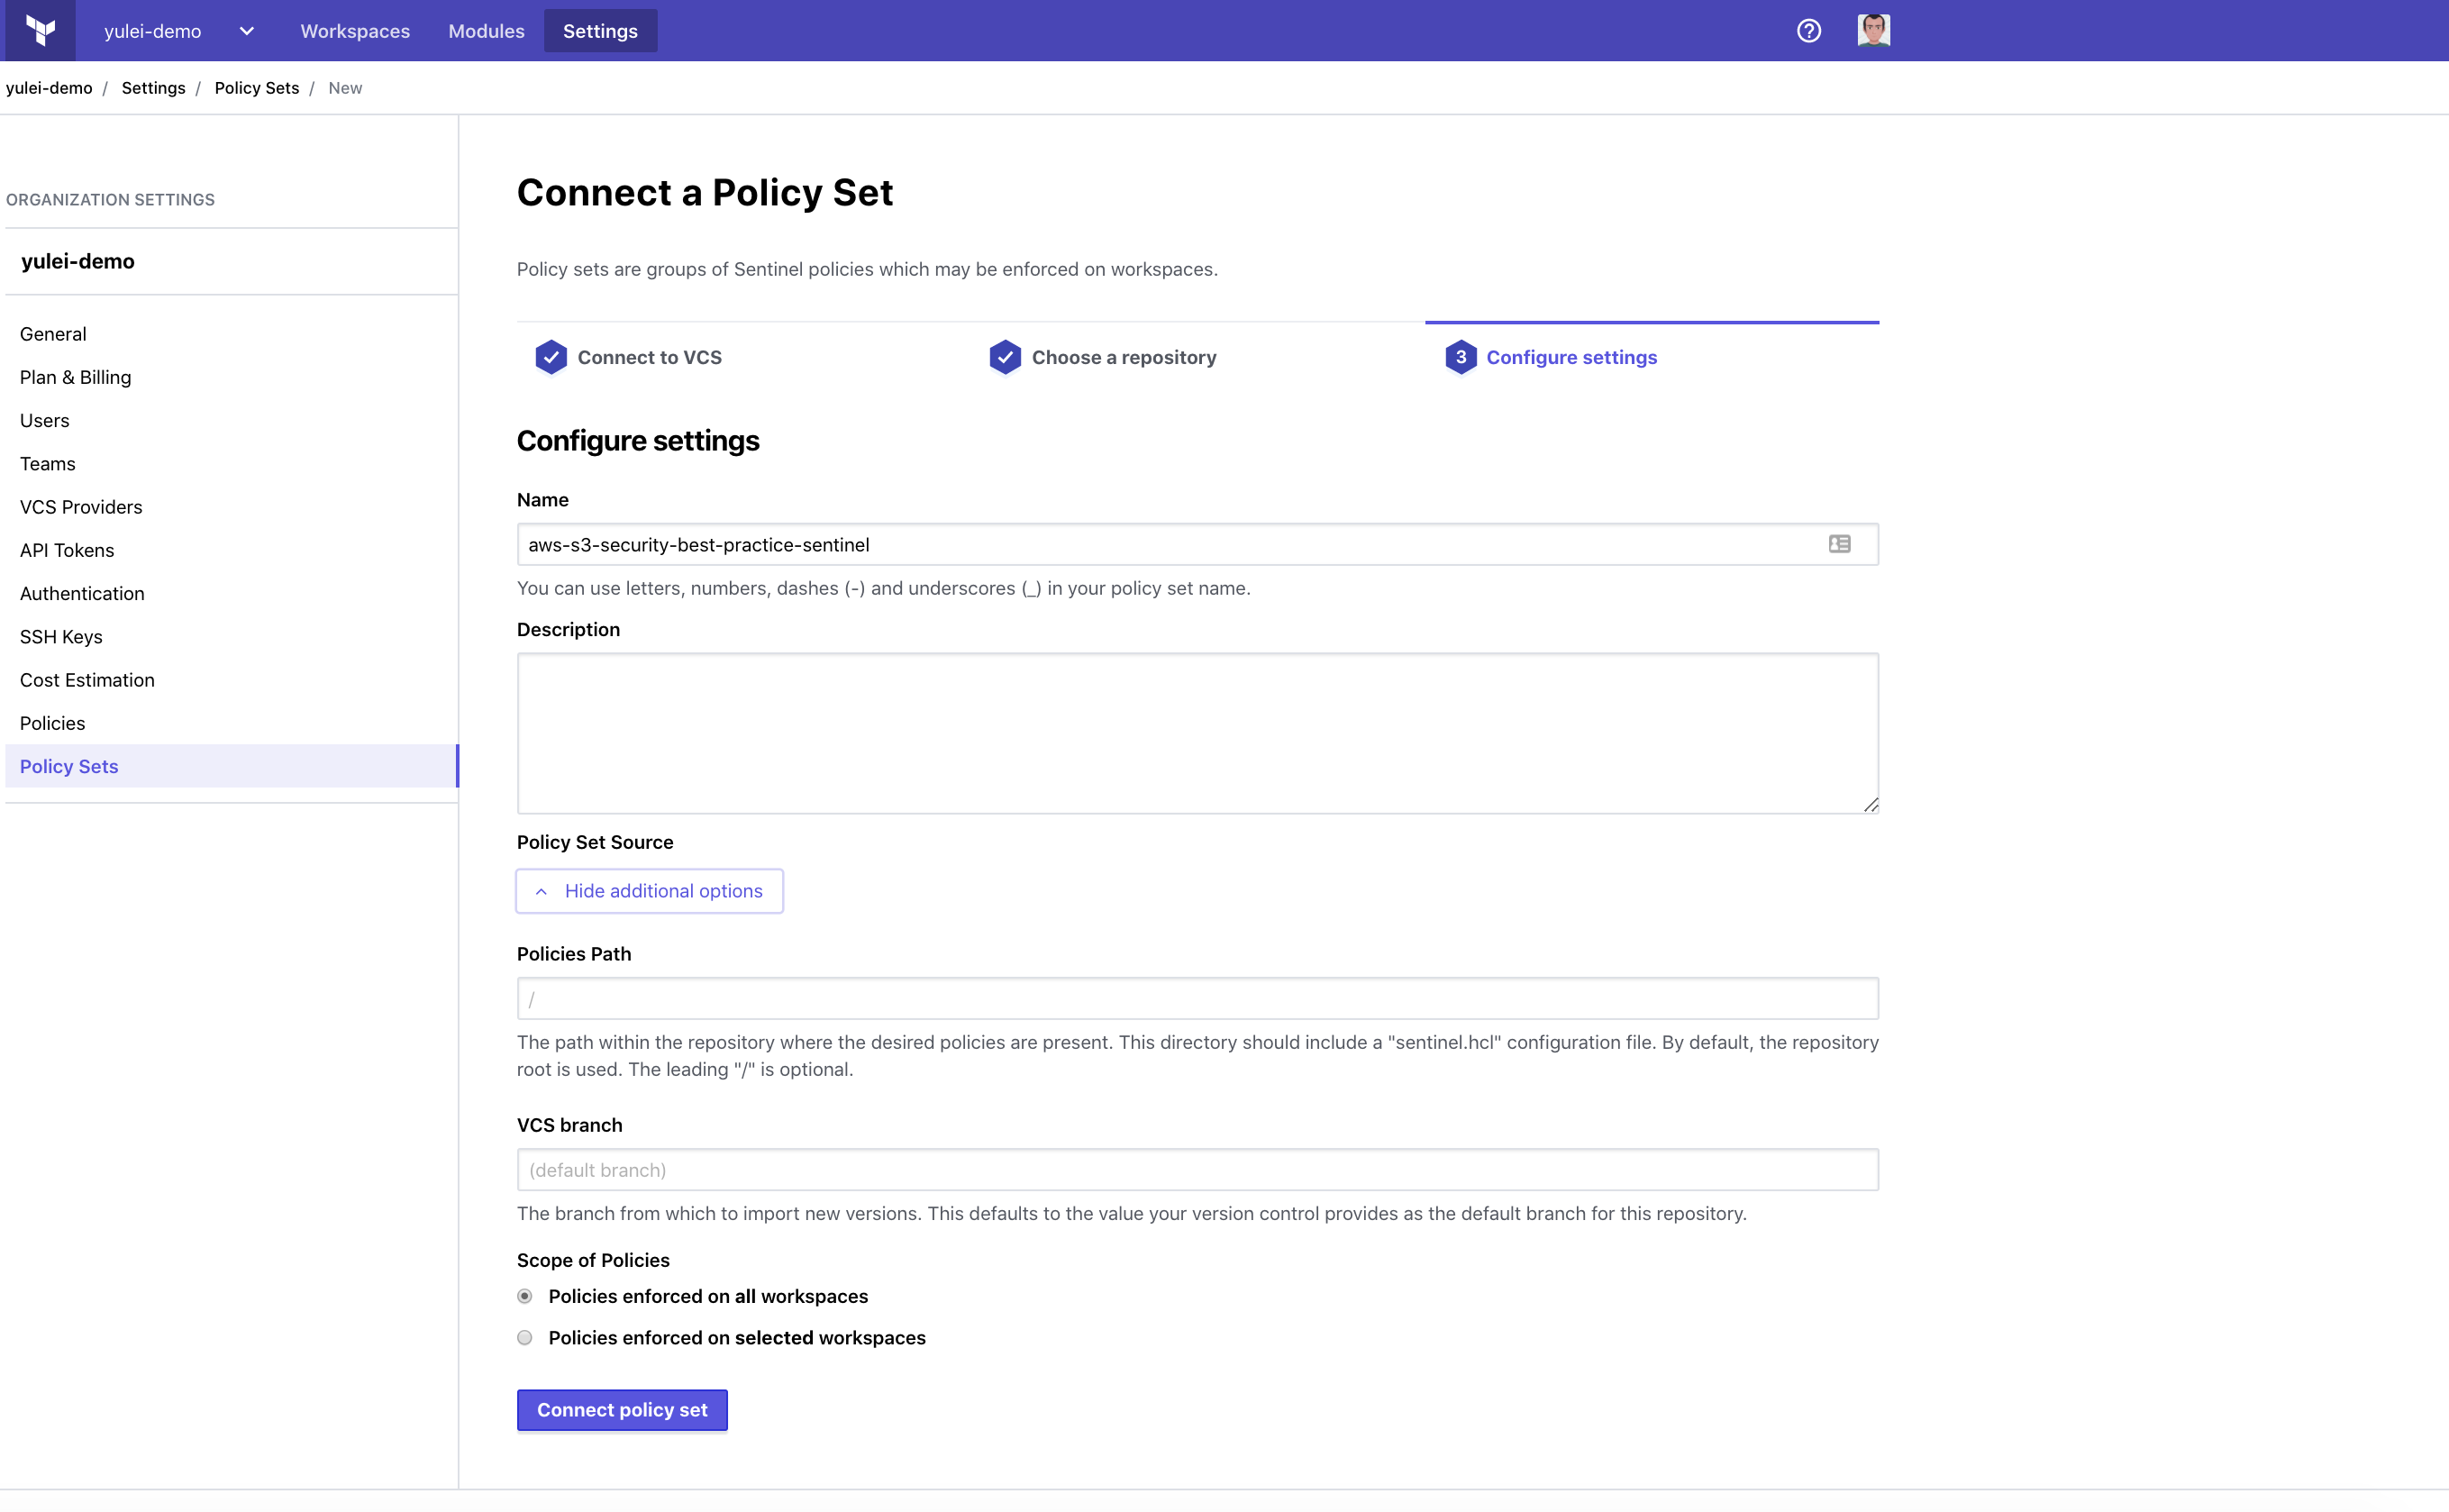 yulei-demo Workspaces Modules Settings
yulei-demo / Settings / Policy Sets / New
ORGANIZATION SETTINGS
yulei-demo
General
Plan & Billing
Users
Teams
VCS Providers
API Tokens
Authentication
SSH Keys
Cost Estimation
Policies
Policy Sets
Connect a Policy Set
Policy sets are groups of Sentinel policies which may be enforced on workspaces.
Connect to VCS
Choose a repository
3 Configure settings
Configure settings
Name
aws-s3-security-best-practice-sentinel
You can use letters, numbers, dashes (-) and underscores (_) in your policy set name.
Description
Policy Set Source
Hide additional options
Policies Path
/
The path within the repository where the desired policies are present. This directory should include a "sentinel.hcl" configuration file. By default, the repository
root is used. The leading "/" is optional.
VCS branch
(default branch)
The branch from which to import new versions. This defaults to the value your version control provides as the default branch for this repository.
Scope of Policies
Policies enforced on all workspaces
Policies enforced on selected workspaces
Connect policy set